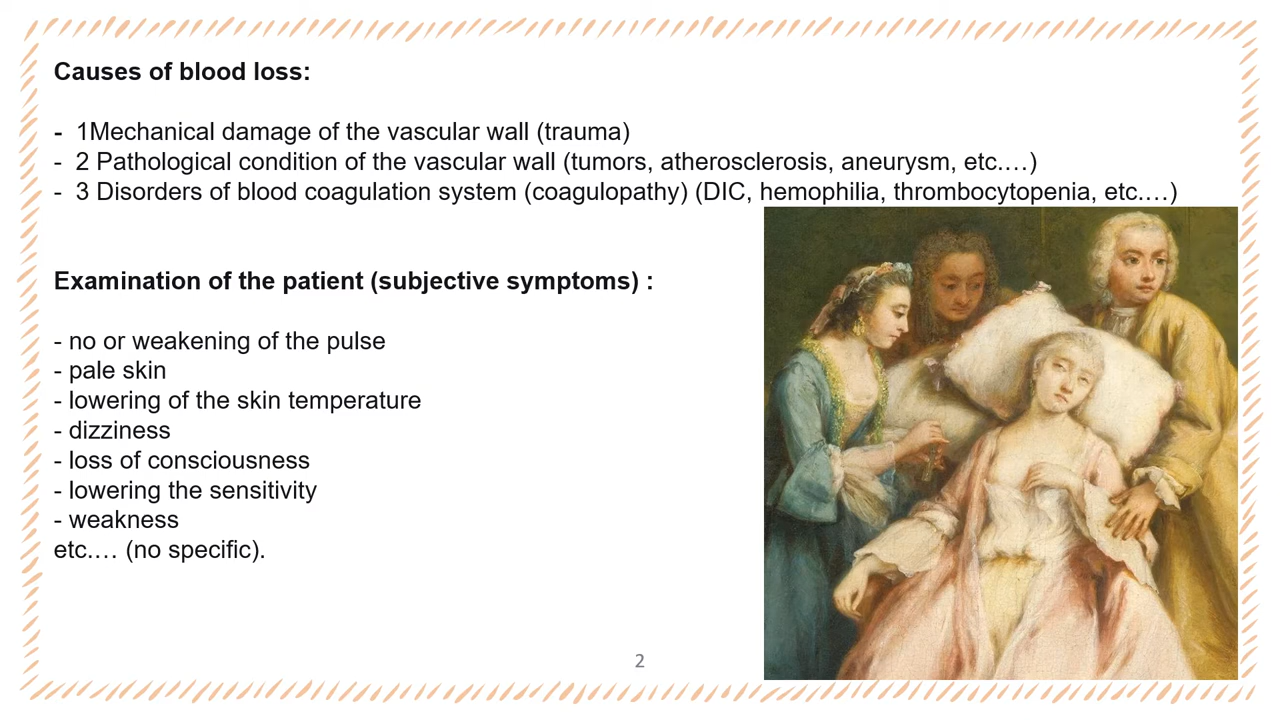 Causes of blood loss:
- 1Mechanical damage of the vascular wall (trauma)
- 2 Pathological condition of the vascular wall (tumors, atherosclerosis, aneurysm, etc.…)
- 3 Disorders of blood coagulation system (coagulopathy) (DIC, hemophilia, thrombocytopenia, etc.…)
Examination of the patient (subjective symptoms) :
- no or weakening of the pulse
- pale skin
- lowering of the skin temperature
- dizziness
- loss of consciousness
- lowering the sensitivity
- weakness
etc.… (no specific).
2